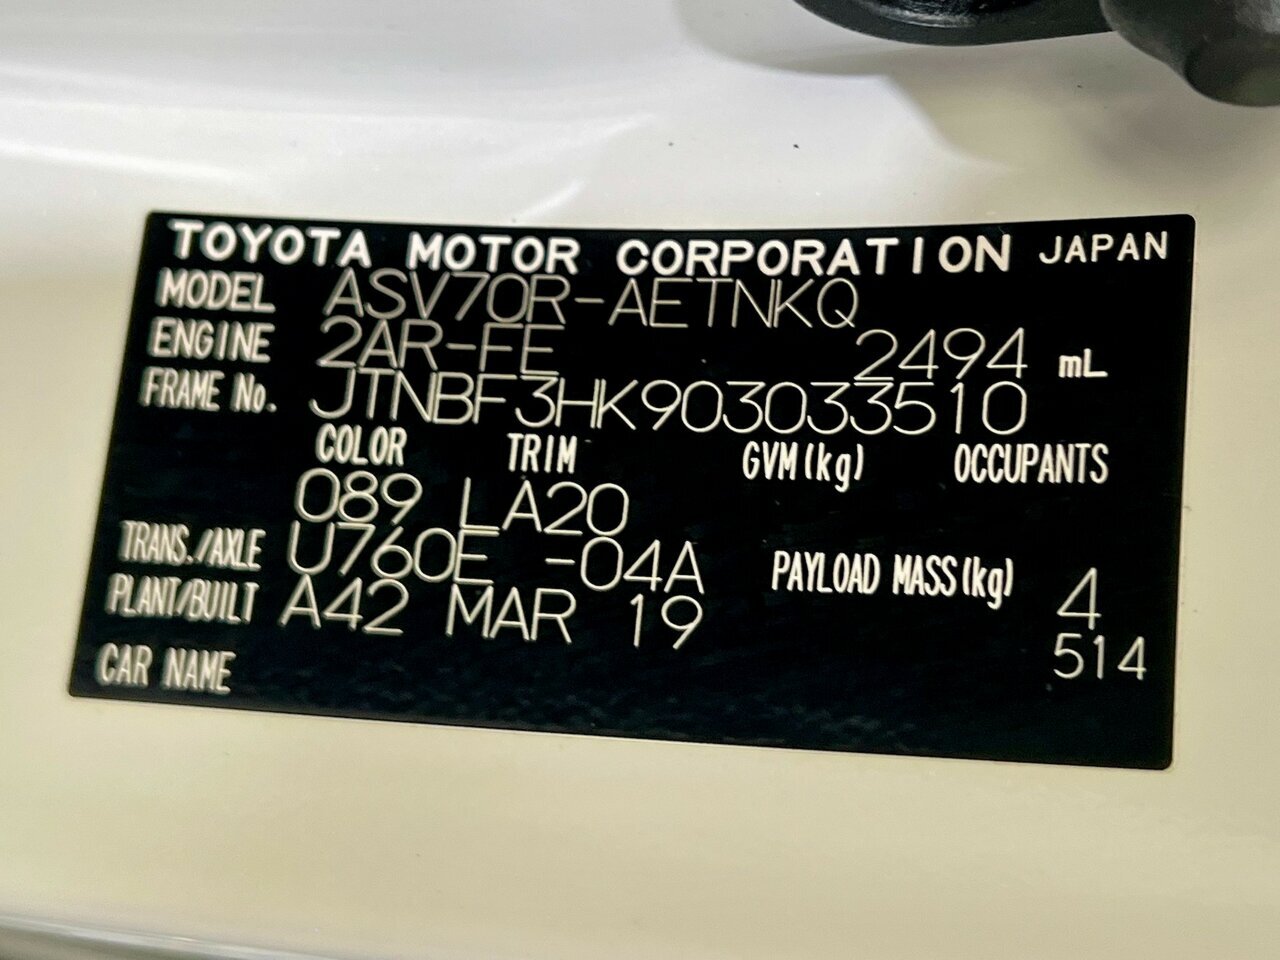 TOYOTA MOTOR CORPORATION JAPAN
MODEL ASV70R-AETNKQ
ENGINE 2AR-FE 2494 mL
FRAME No. JTNBF3HK903033510
COLOR TRIM GVM(kg) OCCUPANTS
089 LA20
TRANS./AXLE U760E -04A PAYLOAD MASS(kg) 4
PLANT/BUILT A42 MAR 19 514
CAR NAME